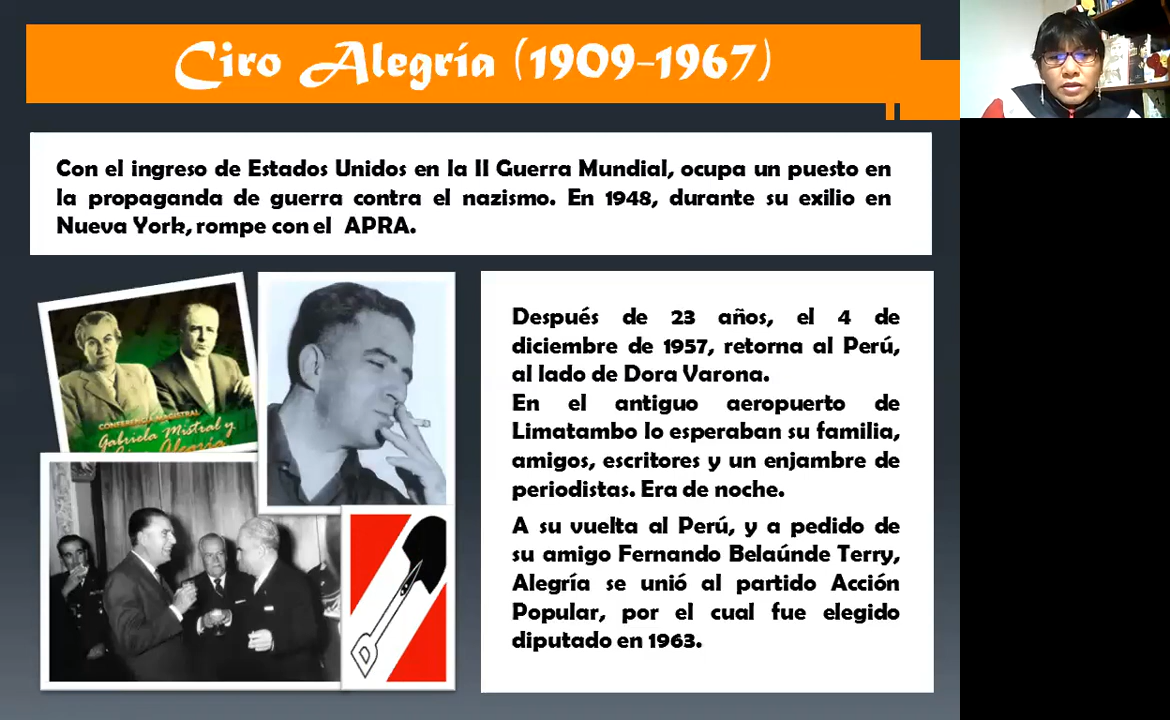 Ciro Alegría (1909-1967)
Con el ingreso de Estados Unidos en la II Guerra Mundial, ocupa un puesto en
la propaganda de guerra contra el nazismo. En 1948, durante su exilio en
Nueva York, rompe con el APRA.
CONFERENCIA MAGISTRAL
Gabriela Mistral y
Después de 23 años, el 4 de
diciembre de 1957, retorna al Perú,
al lado de Dora Varona.
En el antiguo aeropuerto de
Limatambo lo esperaban su familia,
amigos, escritores y un enjambre de
periodistas. Era de noche.
A su vuelta al Perú, y a pedido de
su amigo Fernando Belaúnde Terry,
Alegría se unió al partido Acción
Popular, por el cual fue elegido
diputado en 1963.